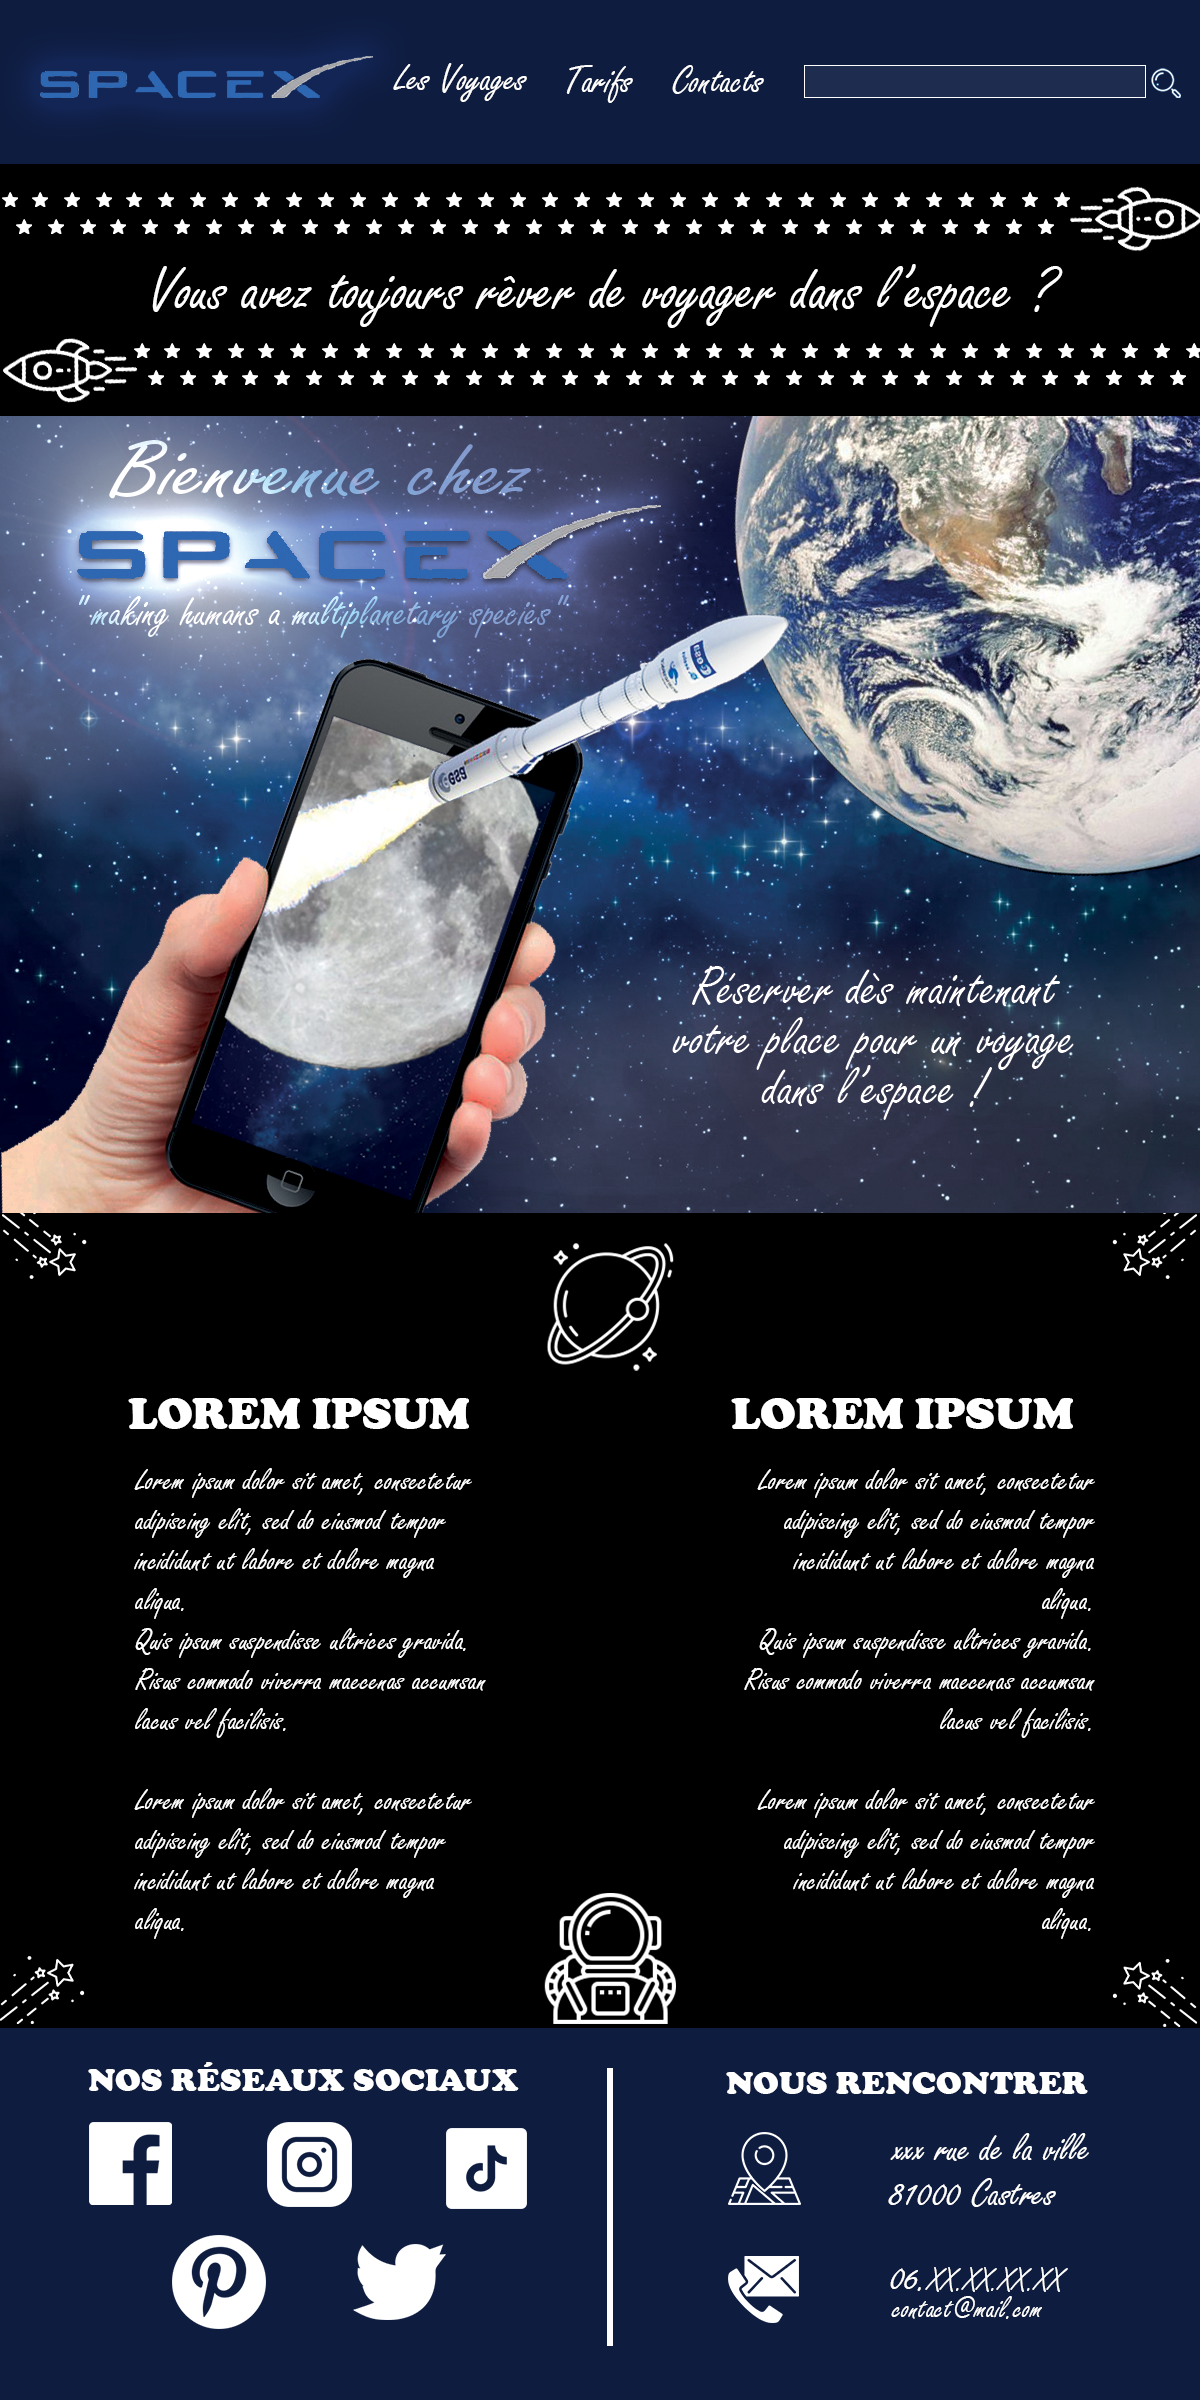 SPACEX
Les Voyages
Tarifs
Contacts
Vous avez toujours rêver de voyager dans l'espace ?
Bienvenue chez
SPACEX
"making humans a multiplanetary species"
esa
esa
Réserver dès maintenant
votre place pour un voyage
dans l'espace !
LOREM IPSUM
Lorem ipsum dolor sit amet, consectetur
adipiscing elit, sed do eiusmod tempor
incididunt ut labore et dolore magna
aliqua.
Quis ipsum suspendisse ultrices gravida.
Risus commodo viverra maecenas accumsan
lacus vel facilisis.
Lorem ipsum dolor sit amet, consectetur
adipiscing elit, sed do eiusmod tempor
incididunt ut labore et dolore magna
aliqua.
LOREM IPSUM
Lorem ipsum dolor sit amet, consectetur
adipiscing elit, sed do eiusmod tempor
incididunt ut labore et dolore magna
aliqua.
Quis ipsum suspendisse ultrices gravida.
Risus commodo viverra maecenas accumsan
lacus vel facilisis.
Lorem ipsum dolor sit amet, consectetur
adipiscing elit, sed do eiusmod tempor
incididunt ut labore et dolore magna
aliqua.
NOS RÉSEAUX SOCIAUX
NOUS RENCONTRER
xxx rue de la ville
81000 Castres
06.XX.XX.XX.XX
contact@mail.com